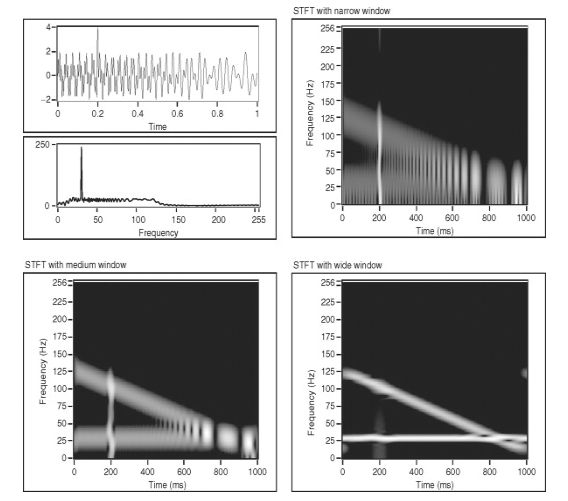 STFT with narrow window
4
2
0
−2
0 0.2 0.4 0.6 0.8 1
Time
250
0
0 50 100 150 200 255
Frequency
256
225
200
175
150
125
100
75
50
25
0
Frequency (Hz)
0 200 400 600 800 1000
Time (ms)
STFT with medium window
256
225
200
175
150
125
100
75
50
25
0
Frequency (Hz)
0 200 400 600 800 1000
Time (ms)
STFT with wide window
256
225
200
175
150
125
100
75
50
25
0
Frequency (Hz)
0 200 400 600 800 1000
Time (ms)